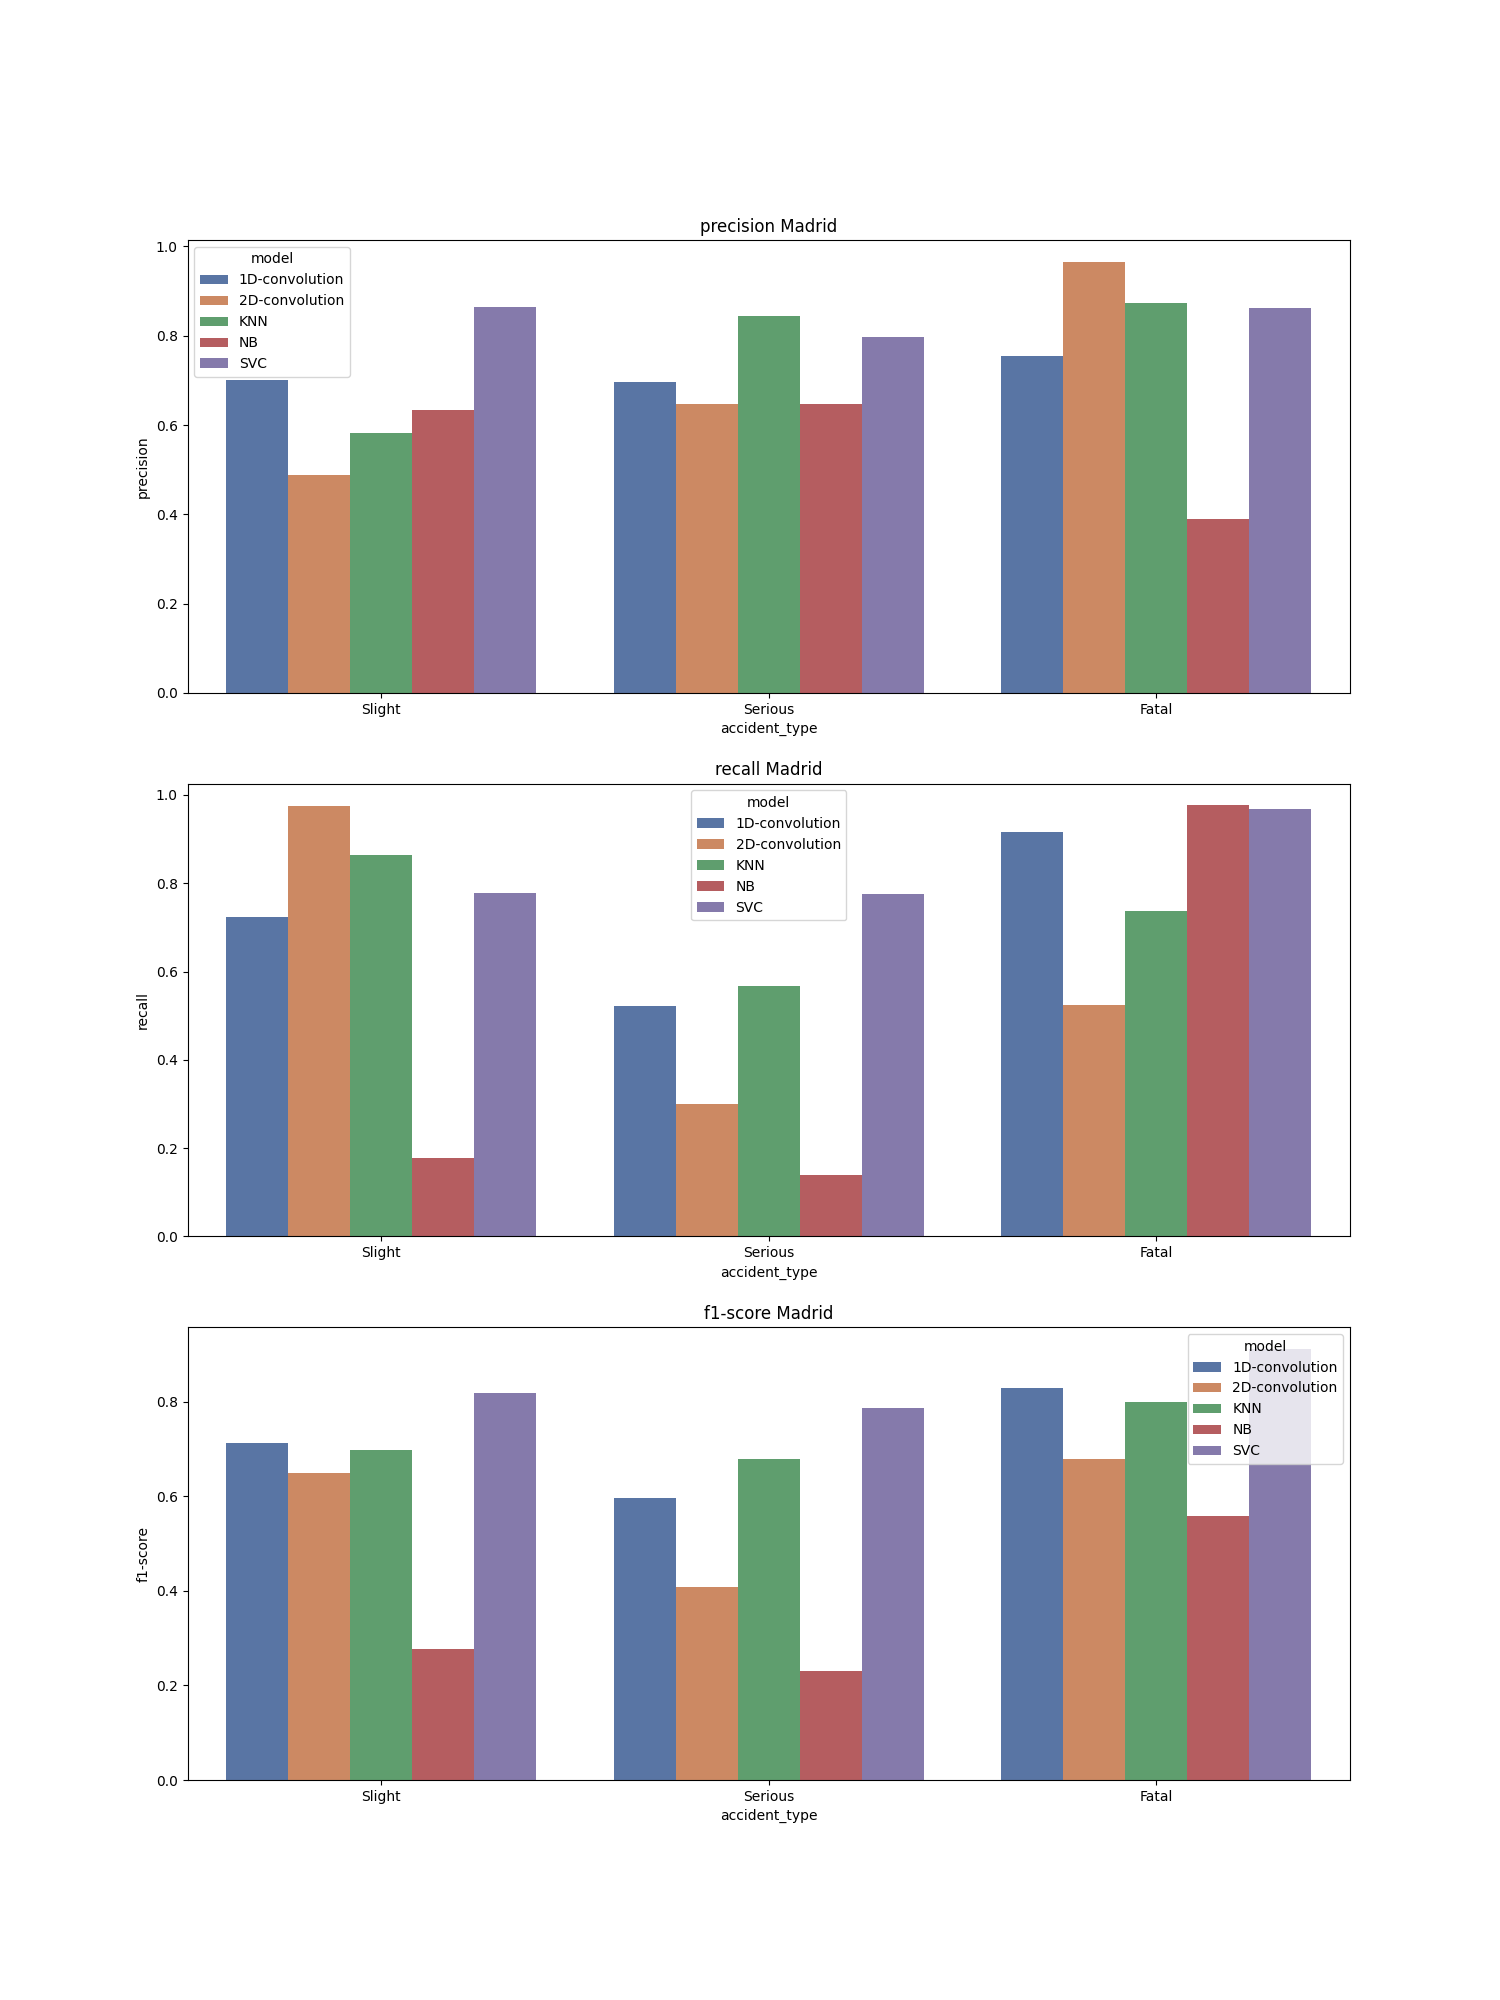 precision Madrid
model
1D-convolution
2D-convolution
KNN
NB
SVC
1.0
0.8
0.6
0.4
0.2
0.0
precision
Slight Serious Fatal
accident_type
recall Madrid
model
1D-convolution
2D-convolution
KNN
NB
SVC
1.0
0.8
0.6
0.4
0.2
0.0
recall
Slight Serious Fatal
accident_type
f1-score Madrid
model
1D-convolution
2D-convolution
KNN
NB
SVC
0.8
0.6
0.4
0.2
0.0
f1-score
Slight Serious Fatal
accident_type